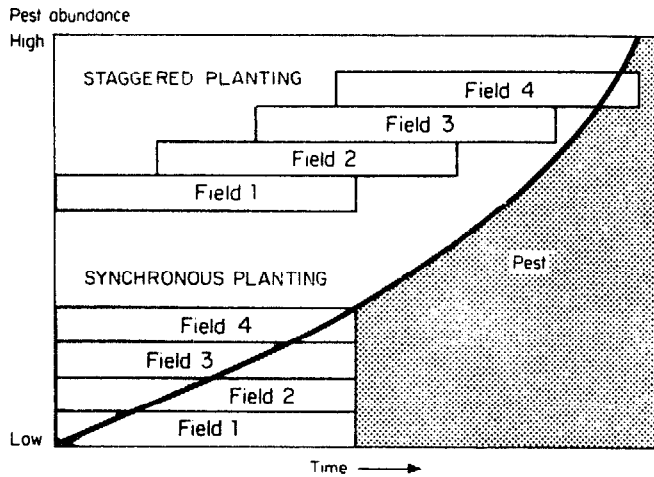 Pest abundance
High
STAGGERED PLANTING
Field 4
Field 3
Field 2
Field 1
SYNCHRONOUS PLANTING
Pest
Field 4
Field 3
Field 2
Field 1
Low
Time